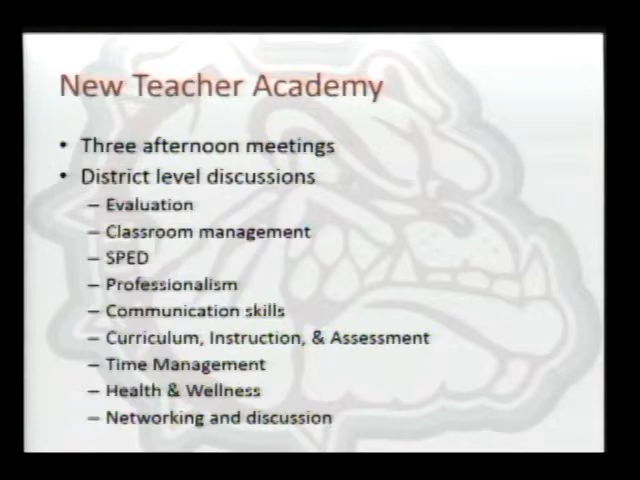 New Teacher Academy
• Three afternoon meetings
• District level discussions
– Evaluation
– Classroom management
– SPED
– Professionalism
– Communication skills
– Curriculum, Instruction, & Assessment
– Time Management
– Health & Wellness
– Networking and discussion